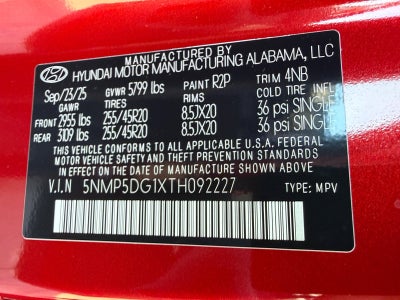 MANUFACTURED BY
HYUNDAI MOTOR MANUFACTURING ALABAMA, LLC
Sep/23/25 GVWR 5799 lbs PAINT R2P TRIM 4NB
GAWR TIRES RIMS COLD TIRE INFL.
FRONT 2955 lbs 255/45R20 8.5JX20 36 psi SINGLE
REAR 3109 lbs 255/45R20 8.5JX20 36 psi SINGLE
THIS VEHICLE CONFORMS TO ALL APPLICABLE U.S.A. FEDERAL
MOTOR VEHICLE SAFETY AND THEFT PREVENTION STANDARDS
IN EFFECT ON THE DATE OF MANUFACTURE SHOWN ABOVE.
V.I.N 5NMP5DG1XTH092227 TYPE: MPV